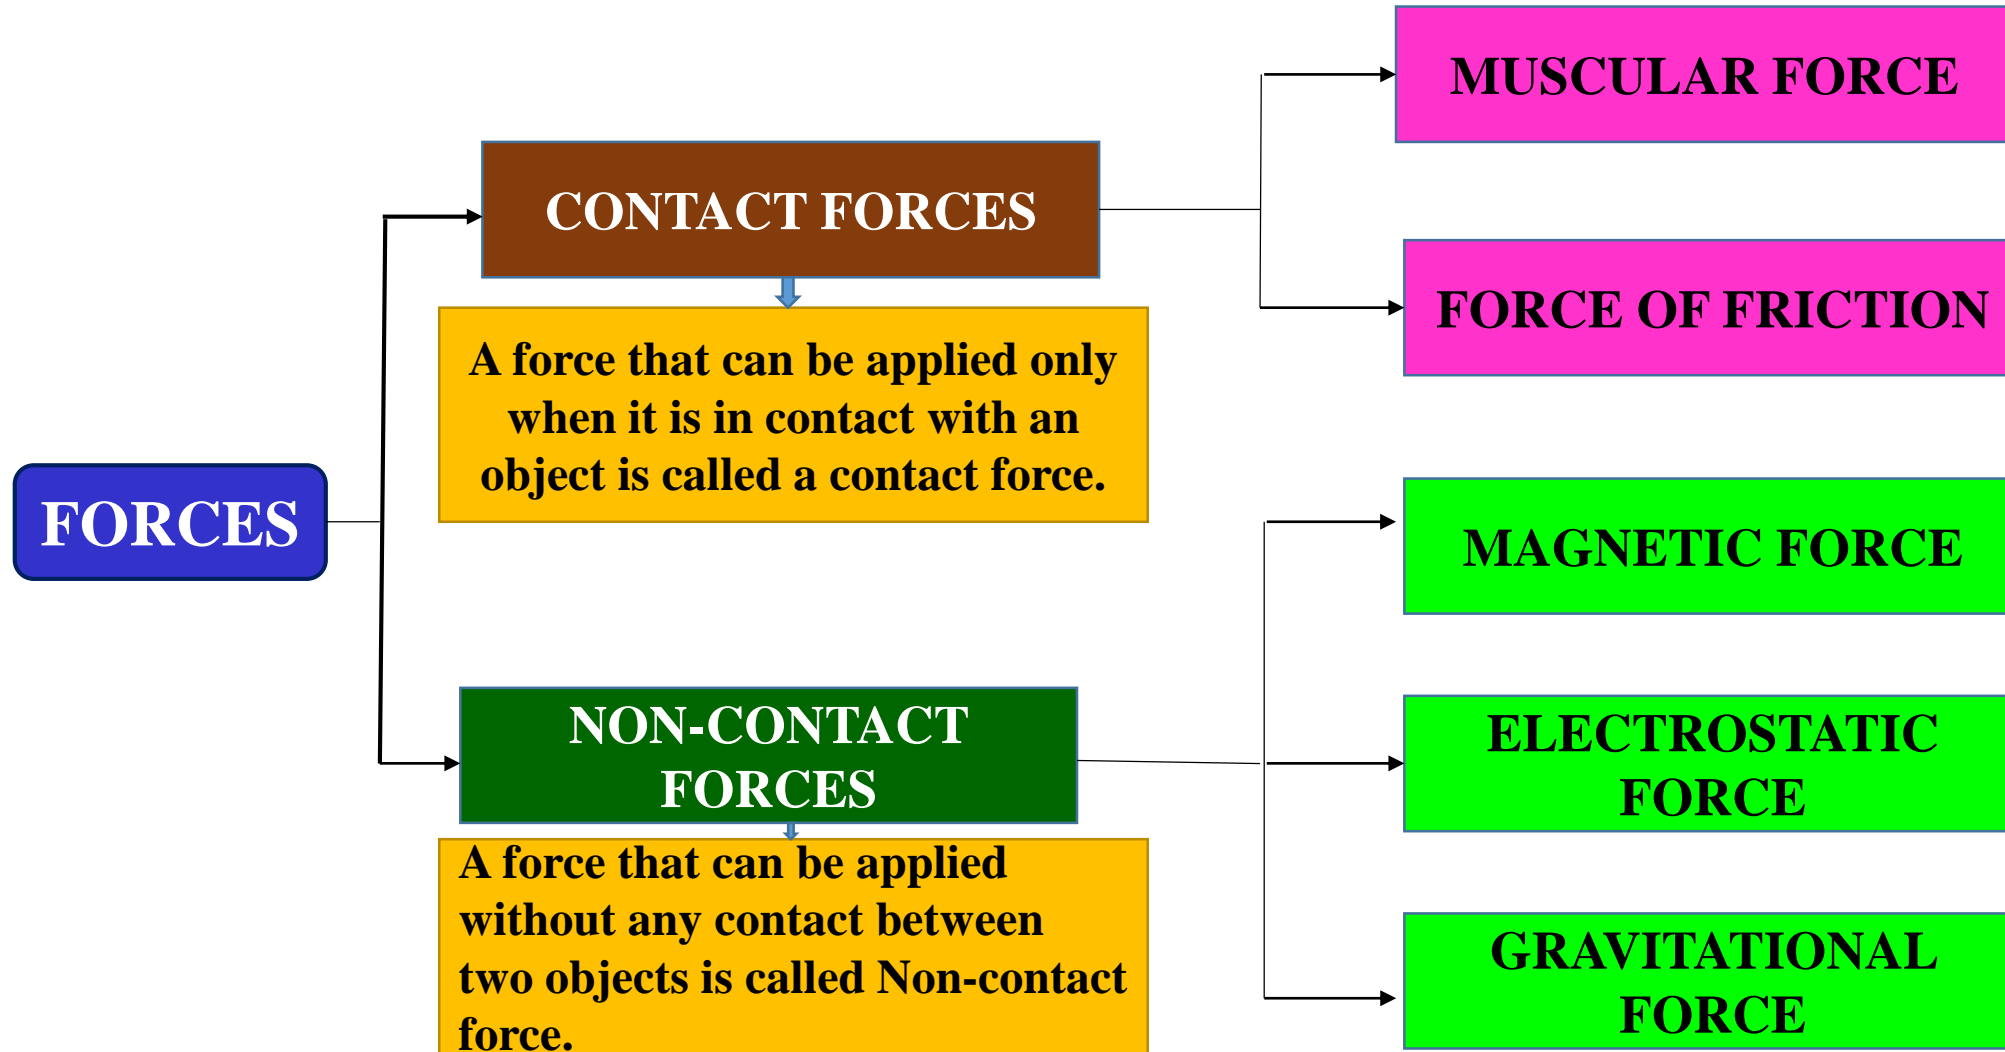 FORCES
CONTACT FORCES
A force that can be applied only
when it is in contact with an
object is called a contact force.
MUSCULAR FORCE
FORCE OF FRICTION
NON-CONTACT
FORCES
A force that can be applied
without any contact between
two objects is called Non-contact
force.
MAGNETIC FORCE
ELECTROSTATIC
FORCE
GRAVITATIONAL
FORCE